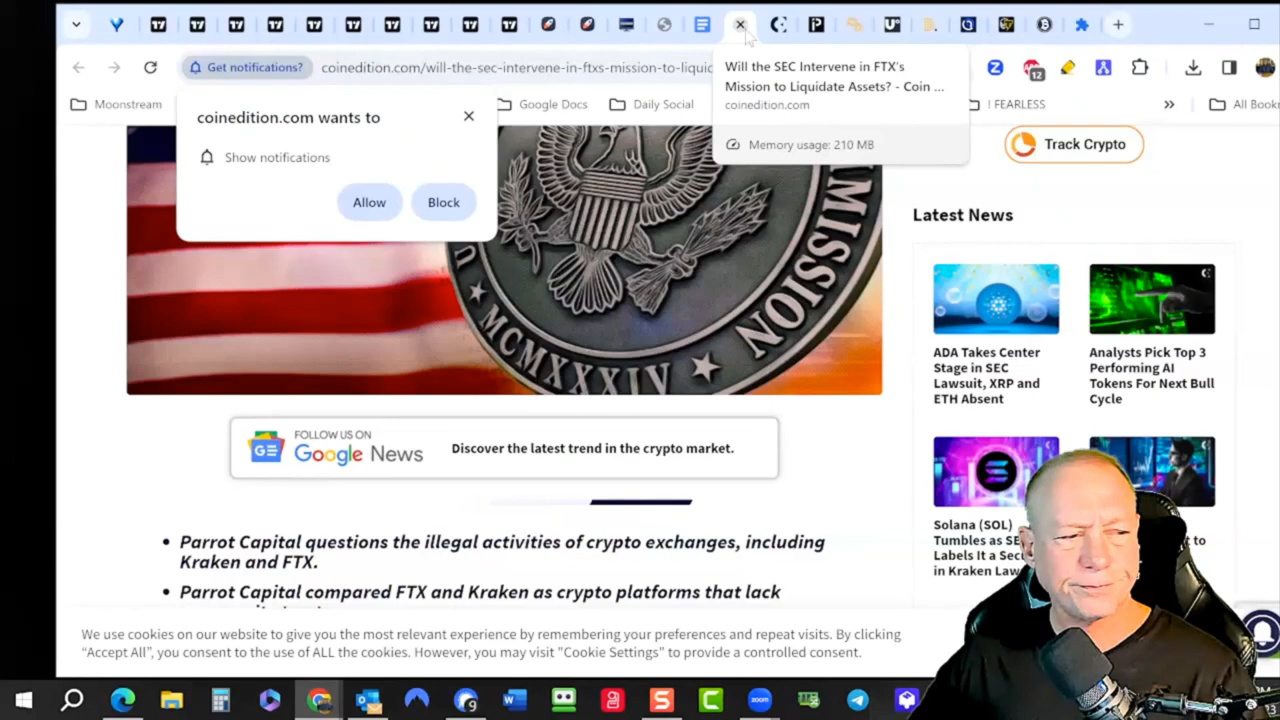 Get notifications?
coinedition.com/will-the-sec-intervene-in-ftxs-mission-to-liquid
12
Moonstream
Google Docs
Daily Social
! FEARLESS
»
All Bookr
Will the SEC Intervene in FTX's
Mission to Liquidate Assets? - Coin ...
coinedition.com
Memory usage: 210 MB
coinedition.com wants to
Show notifications
Allow
Block
MMISSION
MCMXXXIV
Track Crypto
Latest News
ADA Takes Center
Stage in SEC
Lawsuit, XRP and
ETH Absent
Analysts Pick Top 3
Performing AI
Tokens For Next Bull
Cycle
FOLLOW US ON
Google News
Discover the latest trend in the crypto market.
Solana (SOL)
Tumbles as SE
Labels It a Secu
in Kraken Law
to
• Parrot Capital questions the illegal activities of crypto exchanges, including
Kraken and FTX.
• Parrot Capital compared FTX and Kraken as crypto platforms that lack
We use cookies on our website to give you the most relevant experience by remembering your preferences and repeat visits. By clicking
“Accept All”, you consent to the use of ALL the cookies. However, you may visit "Cookie Settings" to provide a controlled consent.
9